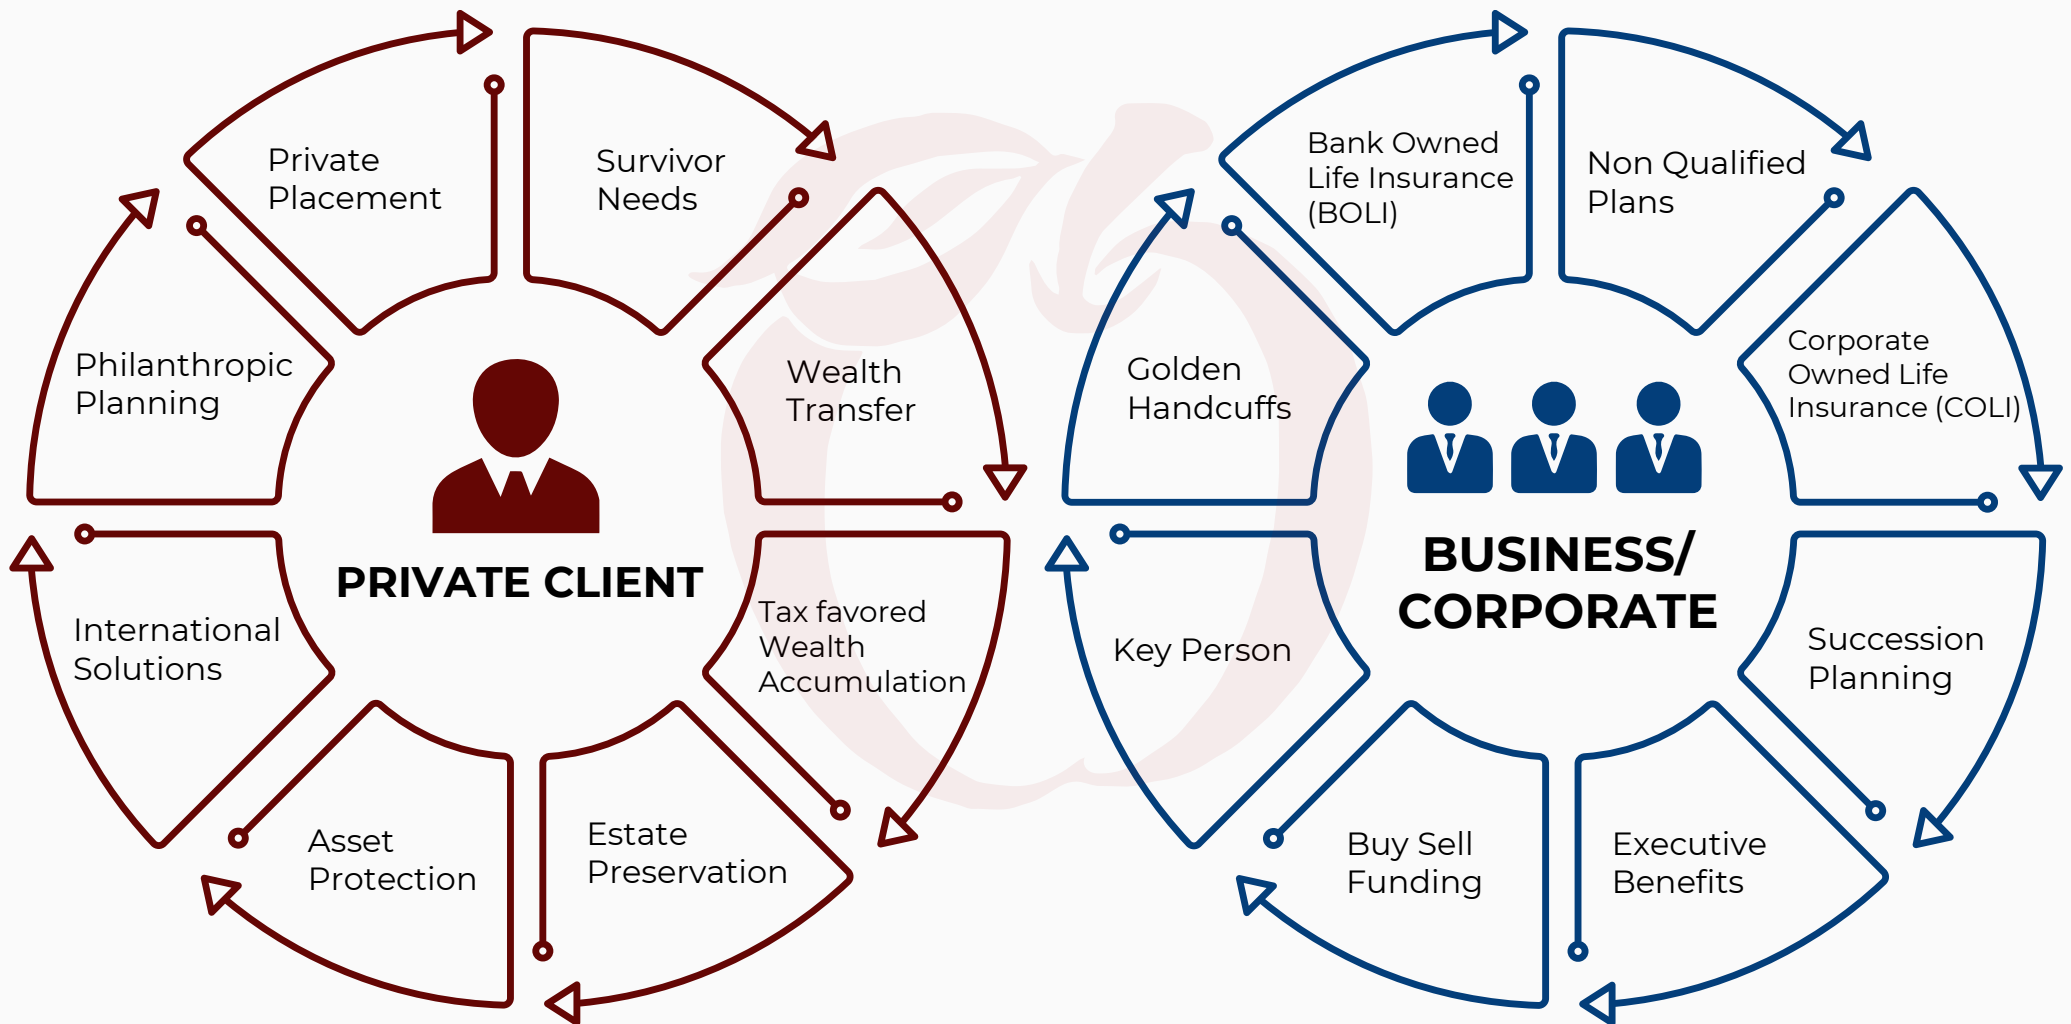 Private
Placement
Survivor
Needs
Wealth
Transfer
Tax favored
Wealth
Accumulation
Estate
Preservation
Asset
Protection
International
Solutions
Philanthropic
Planning
PRIVATE CLIENT
Bank Owned
Life Insurance
(BOLI)
Non Qualified
Plans
Corporate
Owned Life
Insurance (COLI)
Succession
Planning
Executive
Benefits
Buy Sell
Funding
Key Person
Golden
Handcuffs
BUSINESS/
CORPORATE